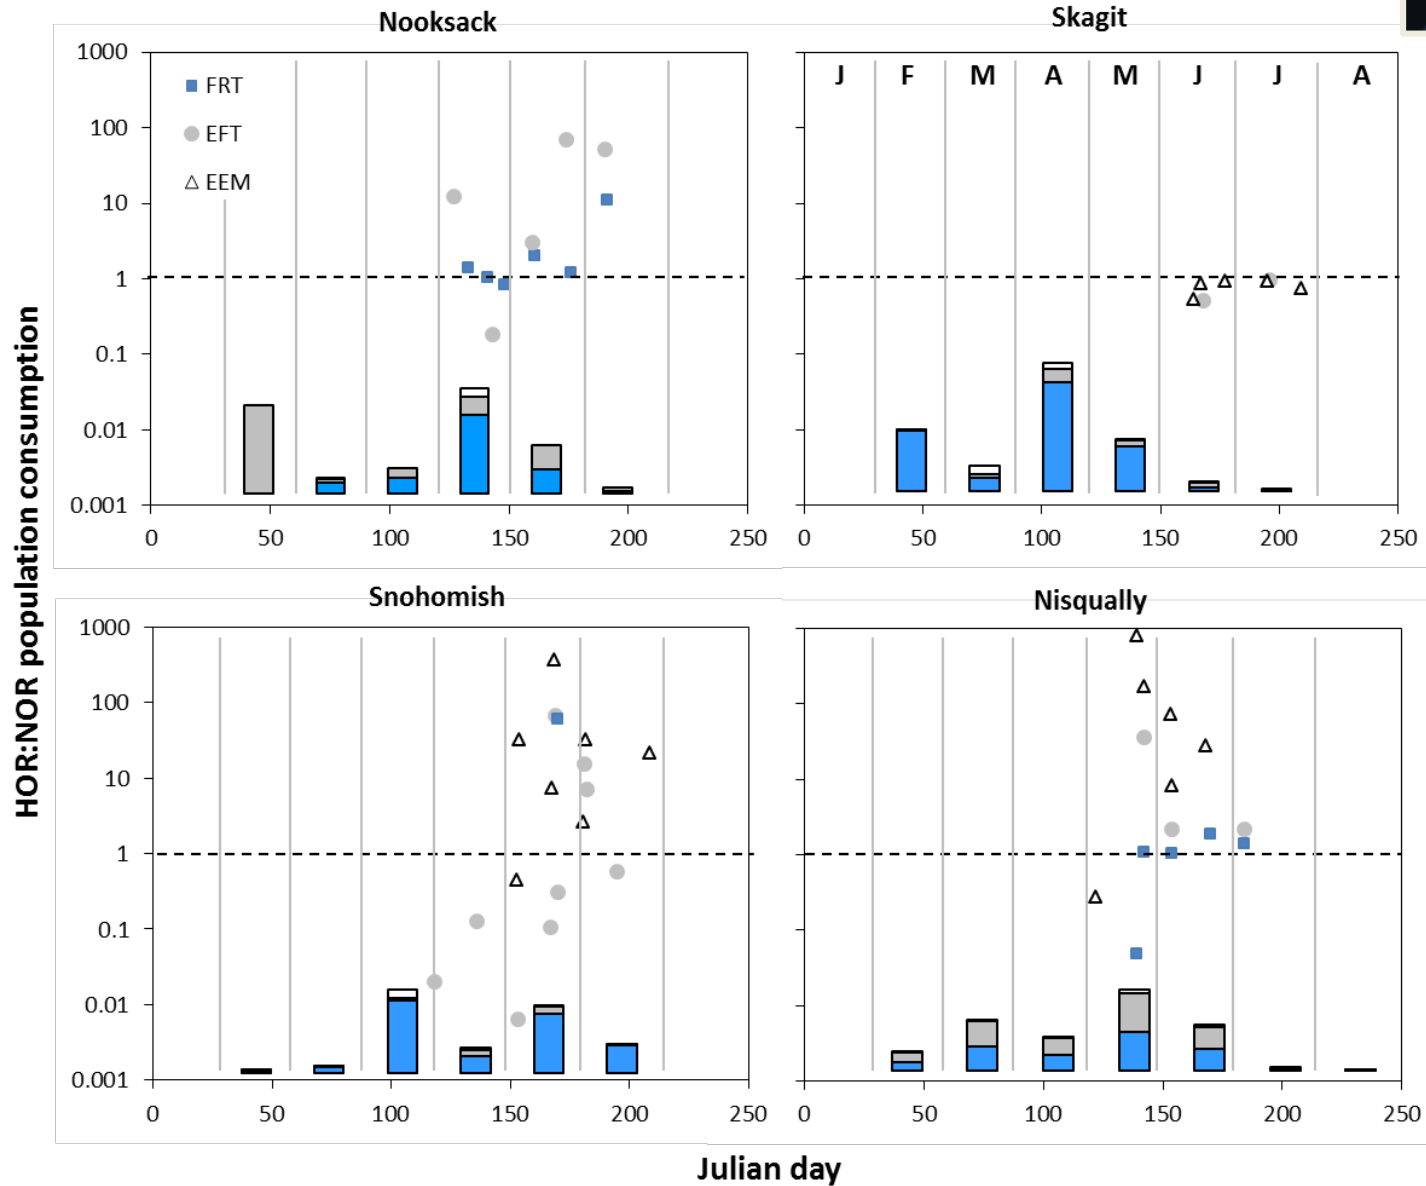 Nooksack
Skagit
1000
100
10
1
0.1
0.01
0.001
FRT
EFT
EEM
J F M A M J J A
0 50 100 150 200 250
0 50 100 150 200 250
HOR:NOR population consumption
Snohomish
Nisqually
1000
100
10
1
0.1
0.01
0.001
0 50 100 150 200 250
0 50 100 150 200 250
Julian day